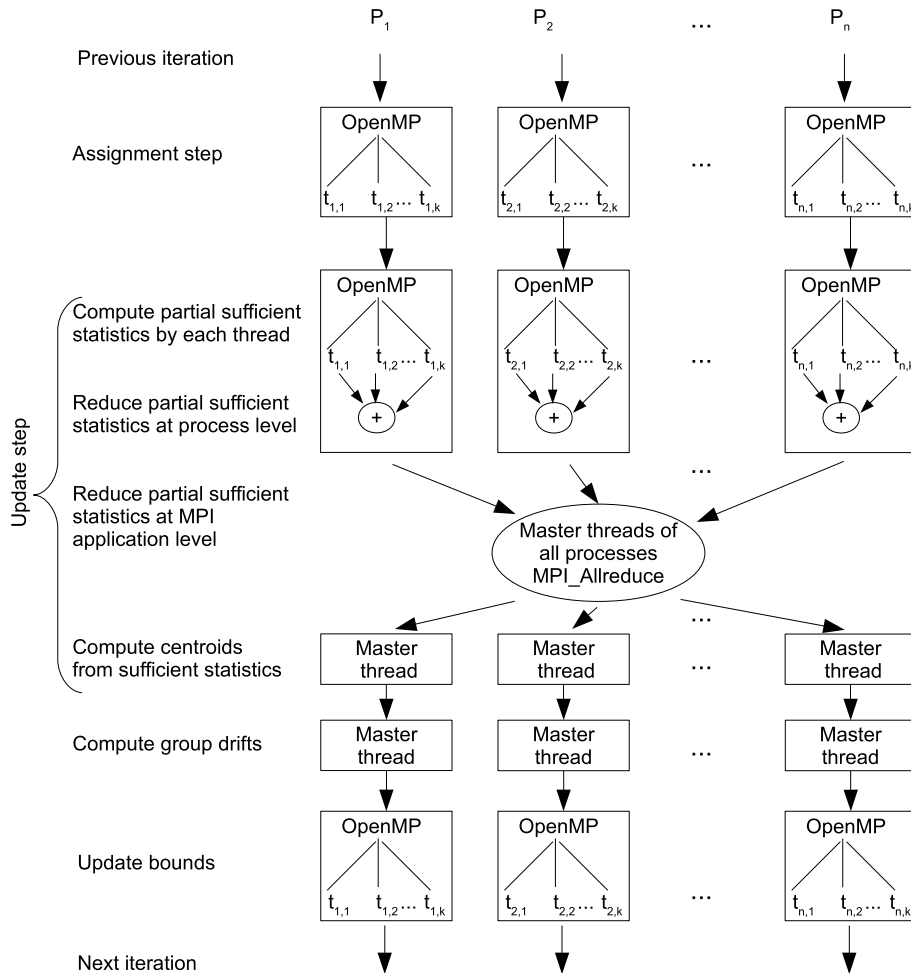 P1 P2 ... Pn
Previous iteration
OpenMP OpenMP OpenMP
Assignment step
...
t1,1 t1,2 ... t1,k t2,1 t2,2 ... t2,k tn,1 tn,2 ... tn,k
OpenMP OpenMP OpenMP
Compute partial sufficient
statistics by each thread
t1,1 t1,2 ... t1,k t2,1 t2,2 ... t2,k ... tn,1 tn,2 ... tn,k
Reduce partial sufficient
statistics at process level
+ + +
Update step
...
Reduce partial sufficient
statistics at MPI
application level
Master threads of
all processes
MPI_Allreduce
...
Compute centroids
from sufficient statistics
Master
thread
Master
thread
...
Master
thread
Compute group drifts
Master
thread
Master
thread
...
Master
thread
OpenMP OpenMP OpenMP
Update bounds
t1,1 t1,2 ... t1,k t2,1 t2,2 ... t2,k ... tn,1 tn,2 ... tn,k
Next iteration